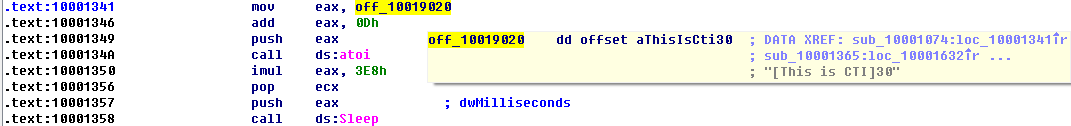 .text:10001341 mov eax, off_10019020
.text:10001346 add eax, 0Dh
.text:10001349 push eax
.text:1000134A call ds:atoi
.text:10001350 imul eax, 3E8h
.text:10001356 pop ecx
.text:10001357 push eax ; dwMilliseconds
.text:10001358 call ds:Sleep
off_10019020 dd offset aThisIsCti30 ; DATA XREF: sub_10001074:loc_10001341↑r
; sub_10001365:loc_10001632↑r ...
; "[This is CTI]30"